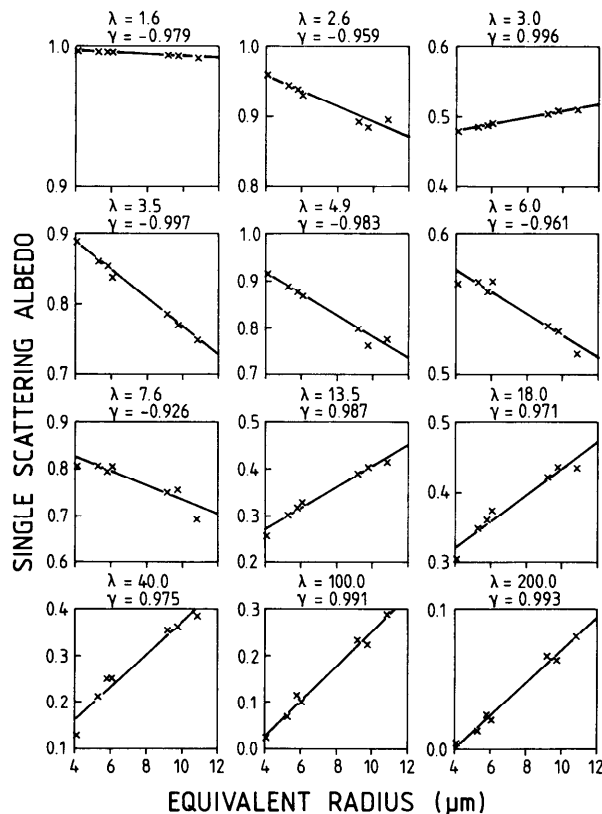 λ = 1.6
γ = -0.979
λ = 2.6
γ = -0.959
λ = 3.0
γ = 0.996
1.0
0.9
1.0
0.9
0.8
0.6
0.5
0.4
λ = 3.5
γ = -0.997
λ = 4.9
γ = -0.983
λ = 6.0
γ = -0.961
0.9
0.8
0.7
1.0
0.9
0.8
0.7
0.6
0.5
SINGLE SCATTERING ALBEDO
λ = 7.6
γ = -0.926
λ = 13.5
γ = 0.987
λ = 18.0
γ = 0.971
0.9
0.8
0.7
0.6
0.5
0.4
0.3
0.2
0.5
0.4
0.3
λ = 40.0
γ = 0.975
λ = 100.0
γ = 0.991
λ = 200.0
γ = 0.993
0.4
0.3
0.2
0.1
0.3
0.2
0.1
0.0
0.1
0.0
4 6 8 10 12 4 6 8 10 12 4 6 8 10 12
EQUIVALENT RADIUS (µm)